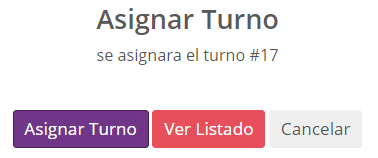 Asignar Turno
se asignara el turno #17
Asignar Turno Ver Listado Cancelar